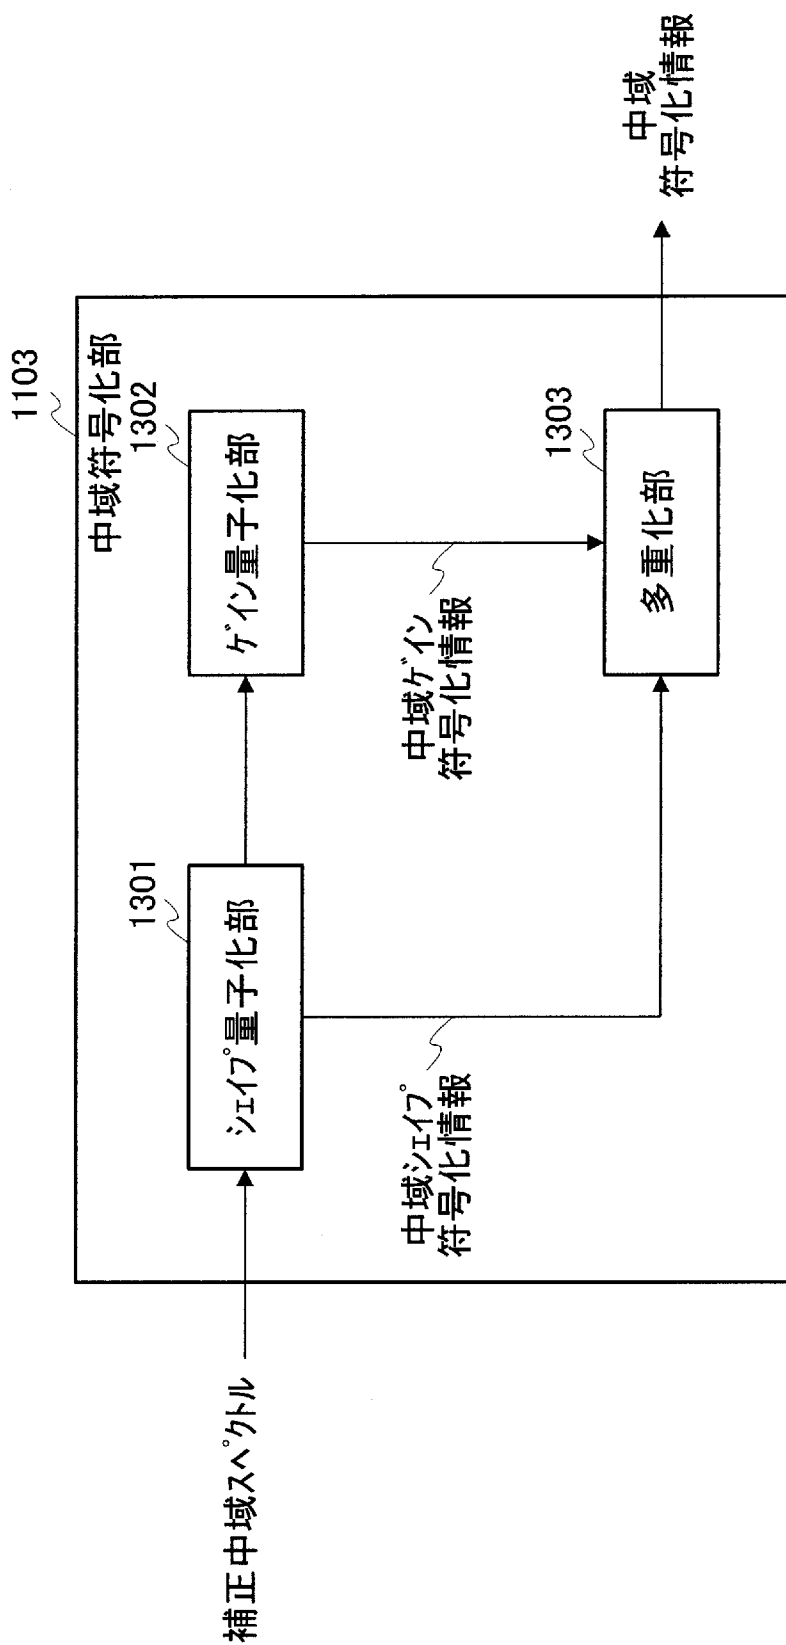 1103
中域符号化部
補正中域スペクトル
1301
シェイプ量子化部
1302
ゲイン量子化部
中域シェイプ
符号化情報
中域ゲイン
符号化情報
1303
多重化部
中域
符号化情報